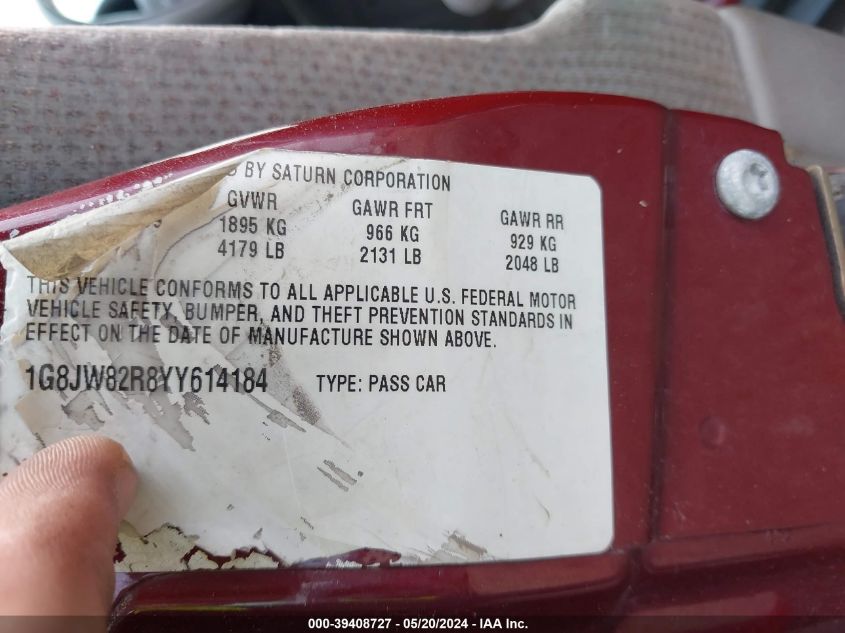 BY SATURN CORPORATION
GVWR GAWR FRT GAWR RR
1895 KG 966 KG 929 KG
4179 LB 2131 LB 2048 LB
THIS VEHICLE CONFORMS TO ALL APPLICABLE U.S. FEDERAL MOTOR
VEHICLE SAFETY, BUMPER, AND THEFT PREVENTION STANDARDS IN
EFFECT ON THE DATE OF MANUFACTURE SHOWN ABOVE.
1G8JW82R8YY614184 TYPE: PASS CAR
000-39408727 - 05/20/2024 - IAA Inc.